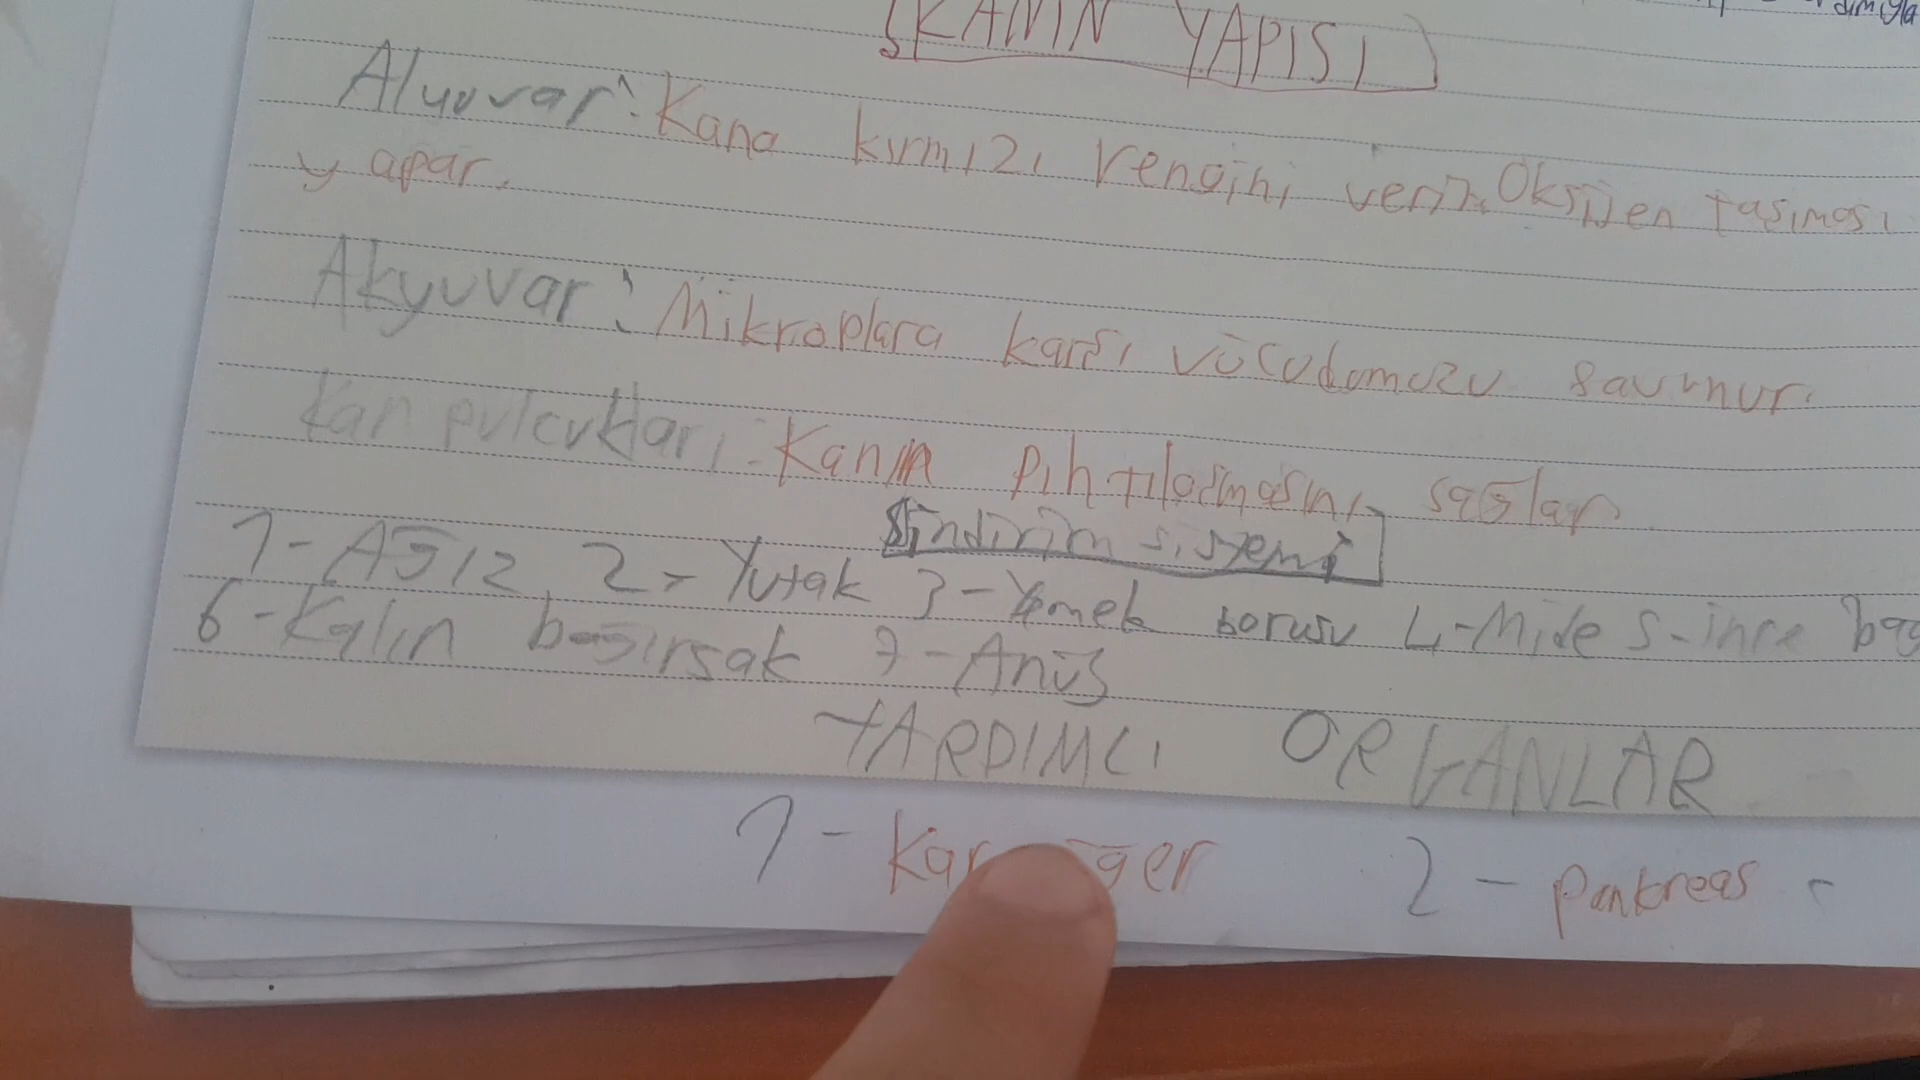 KANIN YAPISI
Alyuvar: Kana kırmızı rengini verir. Oksijen taşıması
yapar.
Akyuvar: Mikroplara karşı vücudumuzu savunur.
Kan pulcukları: Kanın pıhtılaşmasını sağlar.
Sindirim sistemi
1- Ağız 2- Yutak 3- Yemek borusu 4- Mide 5- ince
6- Kalın bağırsak 7- Anüs
YARDIMCI ORGANLAR
1- 2- Pankreas -